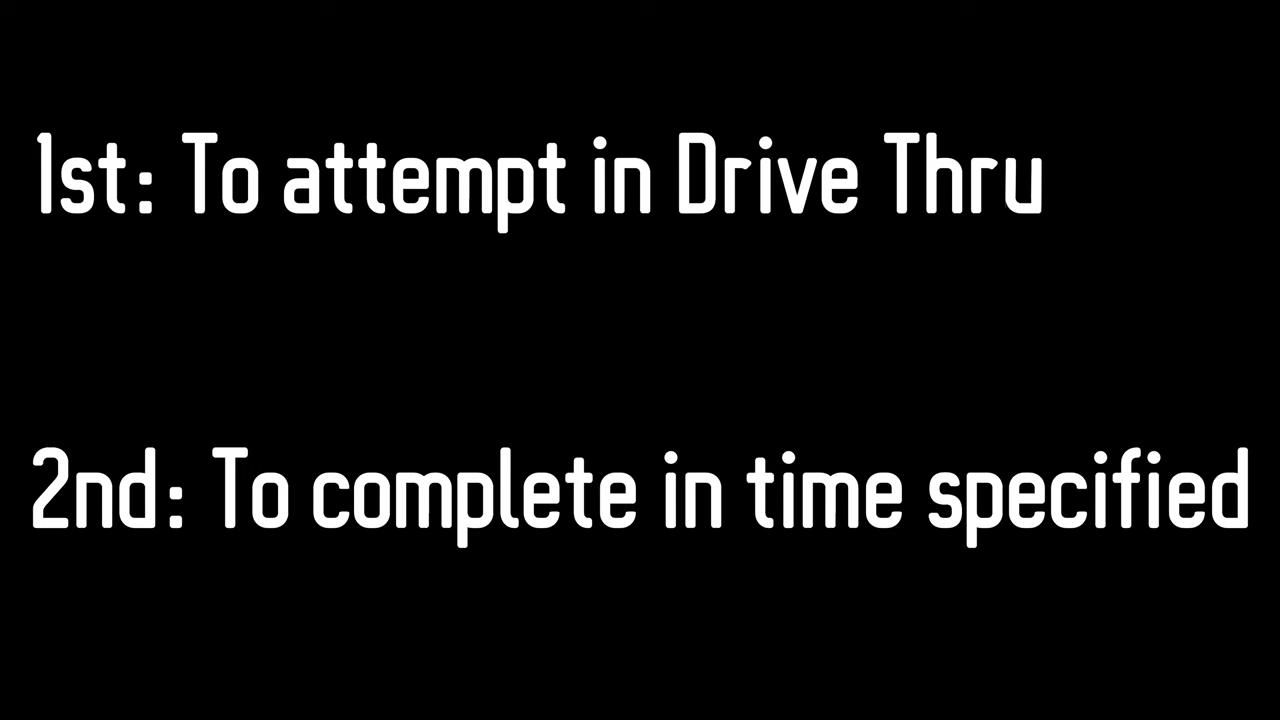 1st: To attempt in Drive Thru
2nd: To complete in time specified